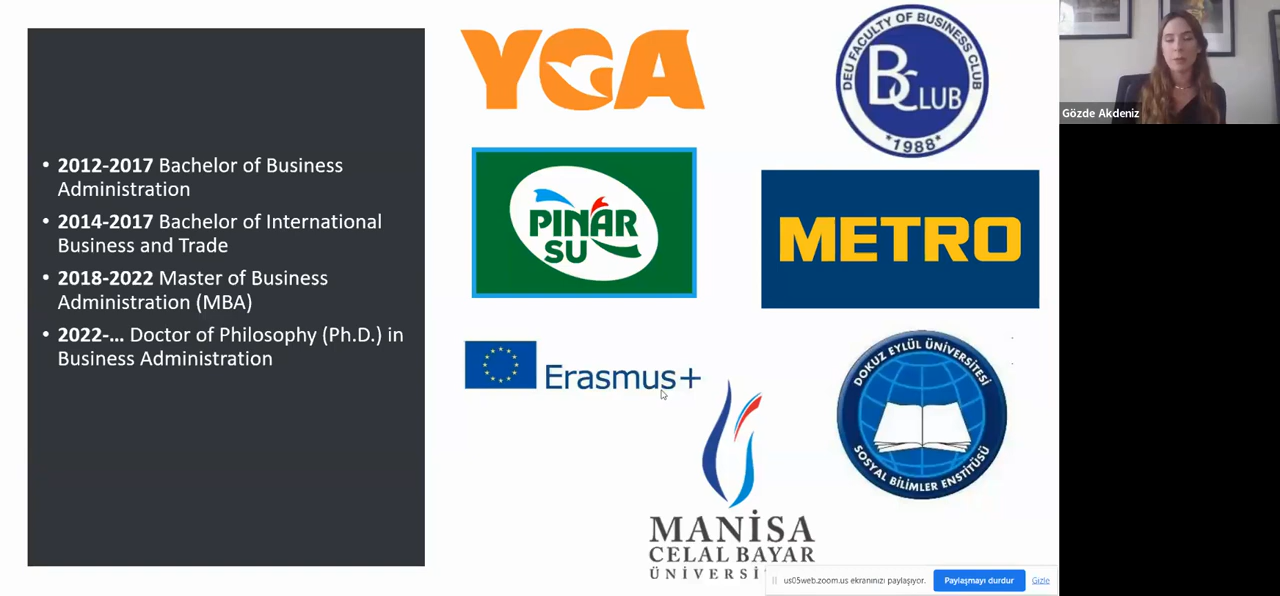 • 2012-2017 Bachelor of Business
Administration
• 2014-2017 Bachelor of International
Business and Trade
• 2018-2022 Master of Business
Administration (MBA)
• 2022-... Doctor of Philosophy (Ph.D.) in
Business Administration
YGA
DEU FACULTY OF BUSINESS CLUB
BCLUB
*1988*
PINAR
SU
METRO
Erasmus+
DOKUZ EYLÜL ÜNİVERSİTESİ
SOSYAL BİLİMLER ENSTİTÜSÜ
MANİSA
CELAL BAYAR
Gözde Akdeniz
us05web.zoom.us ekranınızı paylaşıyor.
Paylaşmayı durdur
Gizle